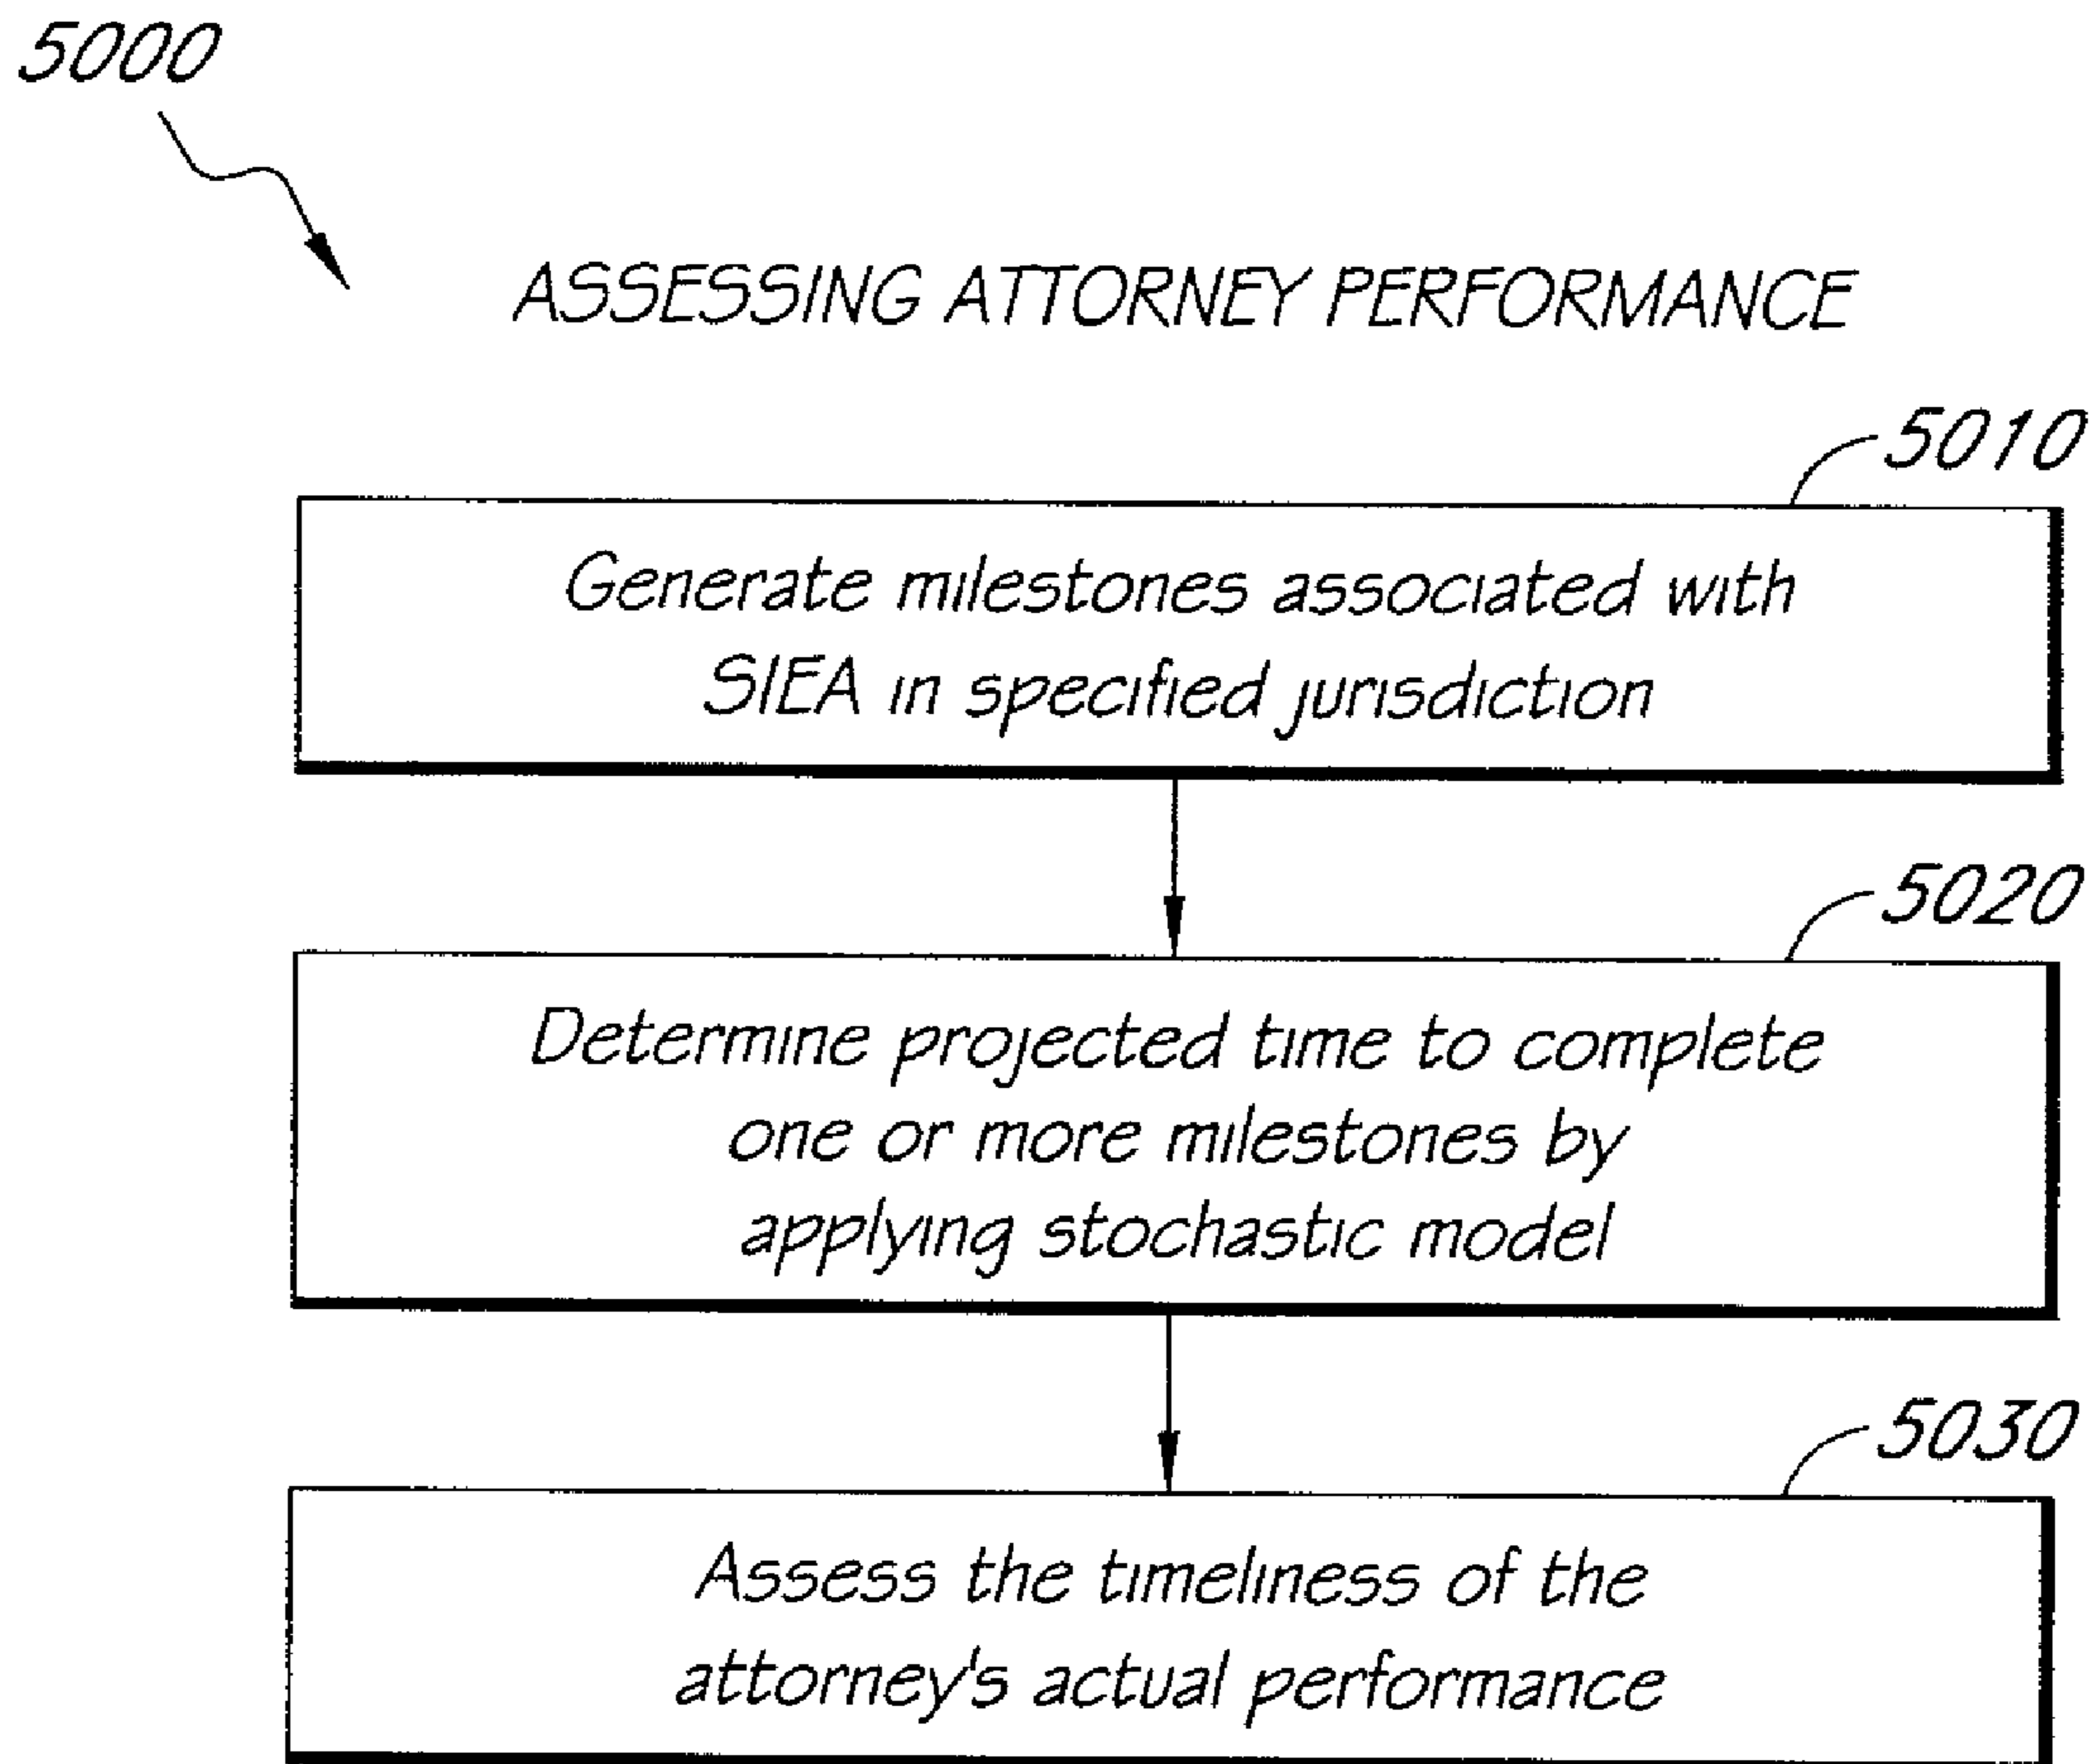 5000
ASSESSING ATTORNEY PERFORMANCE
5010
Generate milestones associated with
SIEA in specified jurisdiction
5020
Determine projected time to complete
one or more milestones by
applying stochastic model
5030
Assess the timeliness of the
attorney's actual performance